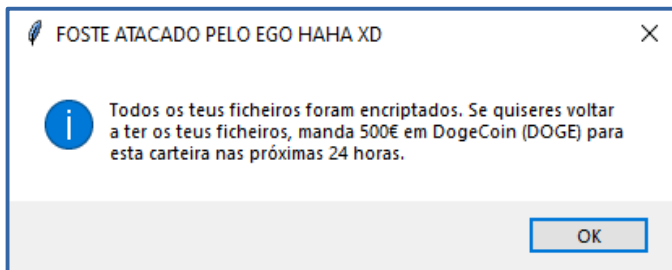 FOSTE ATACADO PELO EGO HAHA XD
Todos os teus ficheiros foram encriptados. Se quiseres voltar
a ter os teus ficheiros, manda 500€ em DogeCoin (DOGE) para
esta carteira nas próximas 24 horas.
OK